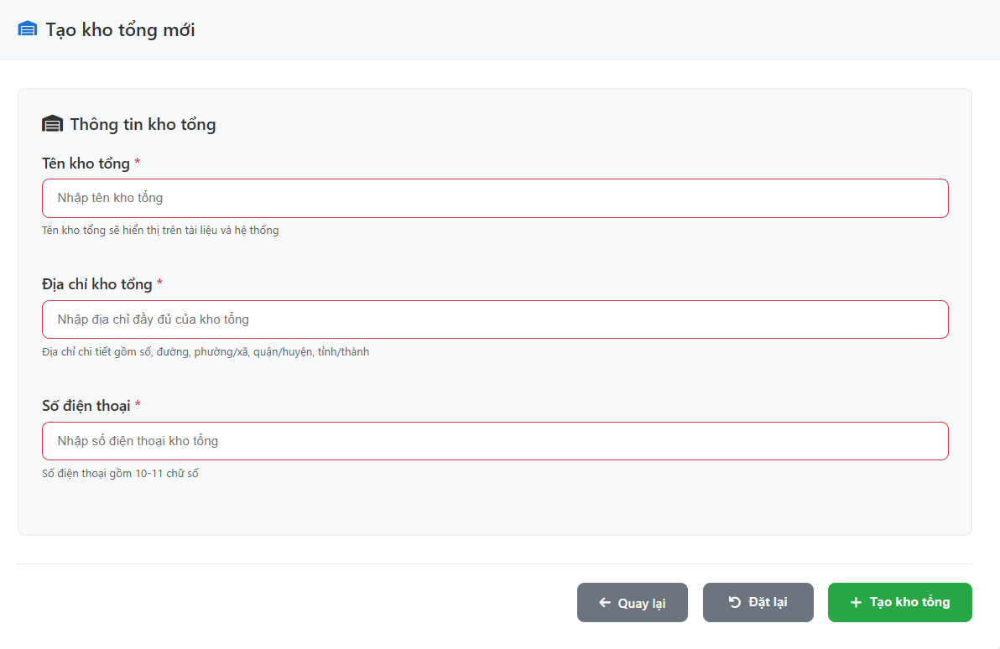 Tạo kho tổng mới
Thông tin kho tổng
Tên kho tổng *
Nhập tên kho tổng
Tên kho tổng sẽ hiển thị trên tài liệu và hệ thống
Địa chỉ kho tổng *
Nhập địa chỉ đầy đủ của kho tổng
Địa chỉ chi tiết gồm số, đường, phường/xã, quận/huyện, tỉnh/thành
Số điện thoại *
Nhập số điện thoại kho tổng
Số điện thoại gồm 10-11 chữ số
Quay lại Đặt lại Tạo kho tổng